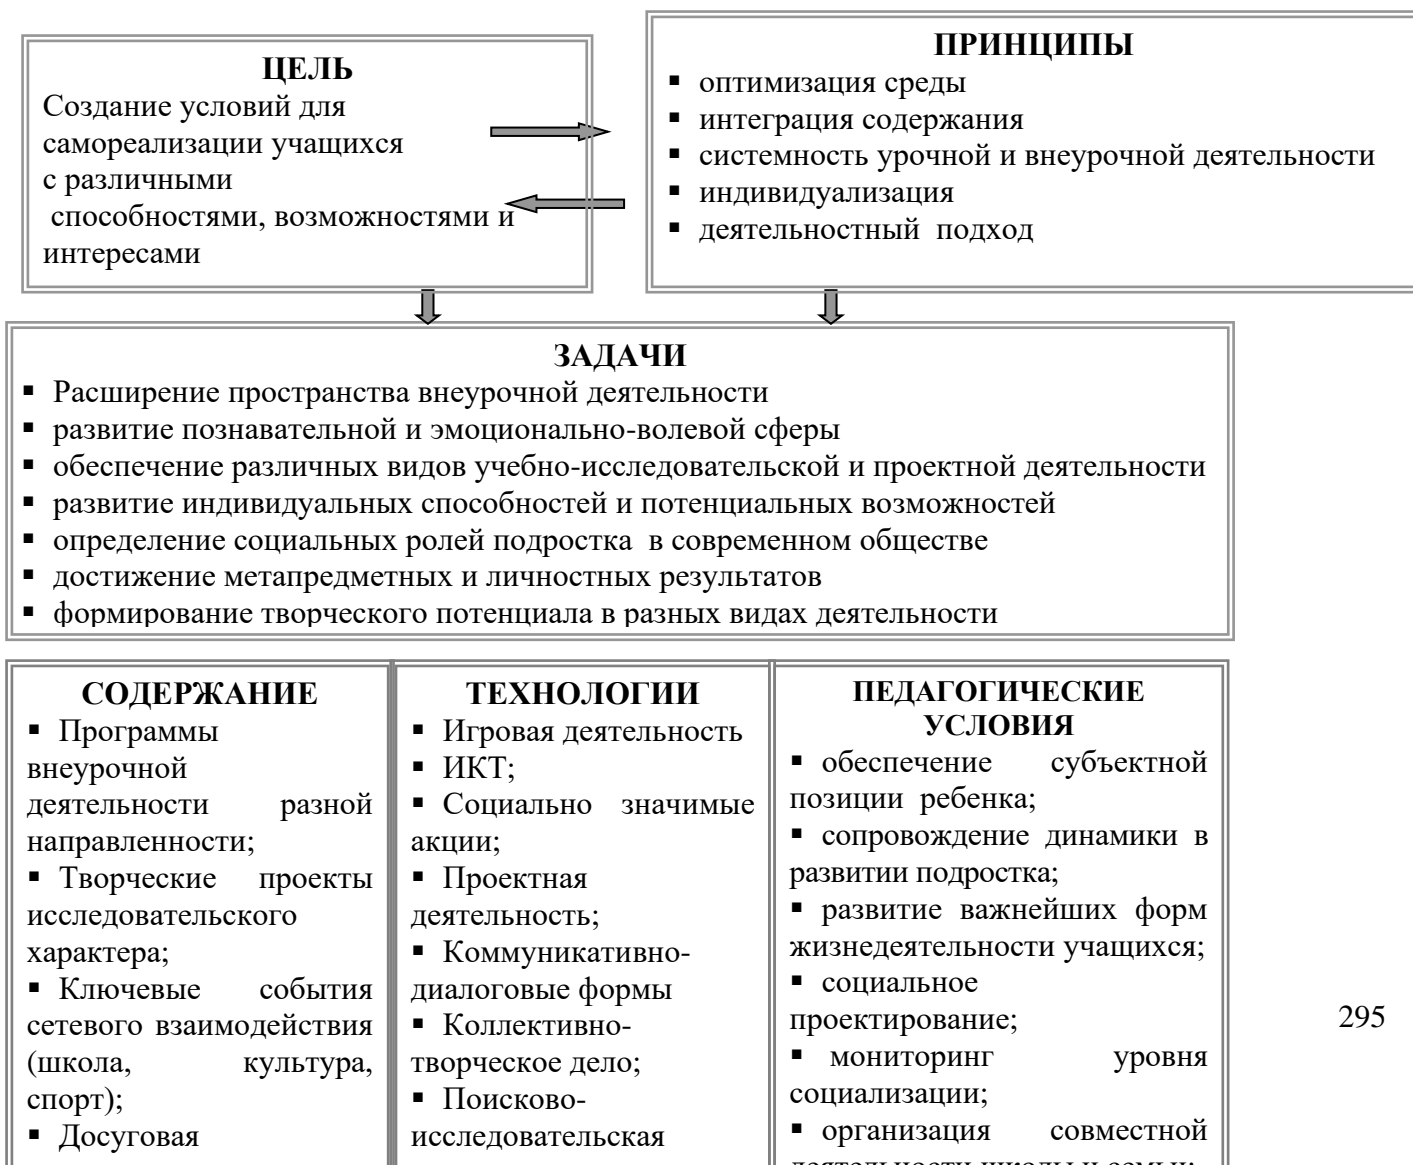 ЦЕЛЬ
Создание условий для
самореализации учащихся
с различными
способностями, возможностями и
интересами
ПРИНЦИПЫ
▪ оптимизация среды
▪ интеграция содержания
▪ системность урочной и внеурочной деятельности
▪ индивидуализация
▪ деятельностный подход
ЗАДАЧИ
▪ Расширение пространства внеурочной деятельности
▪ развитие познавательной и эмоционально-волевой сферы
▪ обеспечение различных видов учебно-исследовательской и проектной деятельности
▪ развитие индивидуальных способностей и потенциальных возможностей
▪ определение социальных ролей подростка в современном обществе
▪ достижение метапредметных и личностных результатов
▪ формирование творческого потенциала в разных видах деятельности
СОДЕРЖАНИЕ
▪ Программы
внеурочной
деятельности разной
направленности;
▪ Творческие проекты
исследовательского
характера;
▪ Ключевые события
сетевого взаимодействия
(школа, культура,
спорт);
▪ Досуговая
ТЕХНОЛОГИИ
▪ Игровая деятельность
▪ ИКТ;
▪ Социально значимые
акции;
▪ Проектная
деятельность;
▪ Коммуникативно-
диалоговые формы
▪ Коллективно-
творческое дело;
▪ Поисково-
исследовательская
ПЕДАГОГИЧЕСКИЕ
УСЛОВИЯ
▪ обеспечение субъектной
позиции ребенка;
▪ сопровождение динамики в
развитии подростка;
▪ развитие важнейших форм
жизнедеятельности учащихся;
▪ социальное
проектирование;
▪ мониторинг уровня
социализации;
▪ организация совместной
деятельности школы и семьи;
295